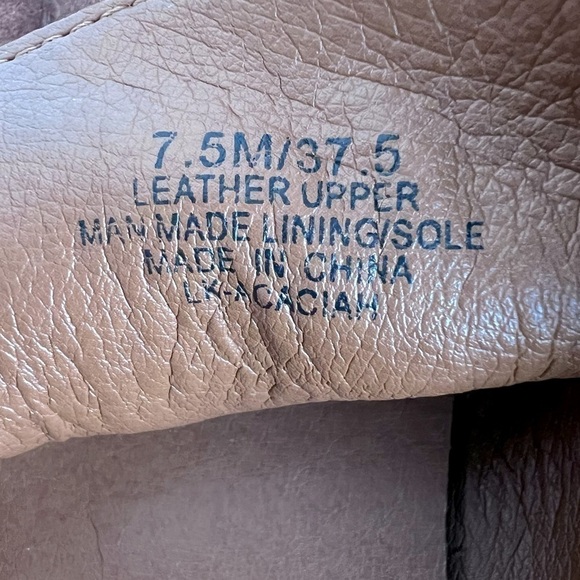 7.5M/37.5
LEATHER UPPER
MAN MADE LINING/SOLE
MADE IN CHINA
LK-ACACIAH